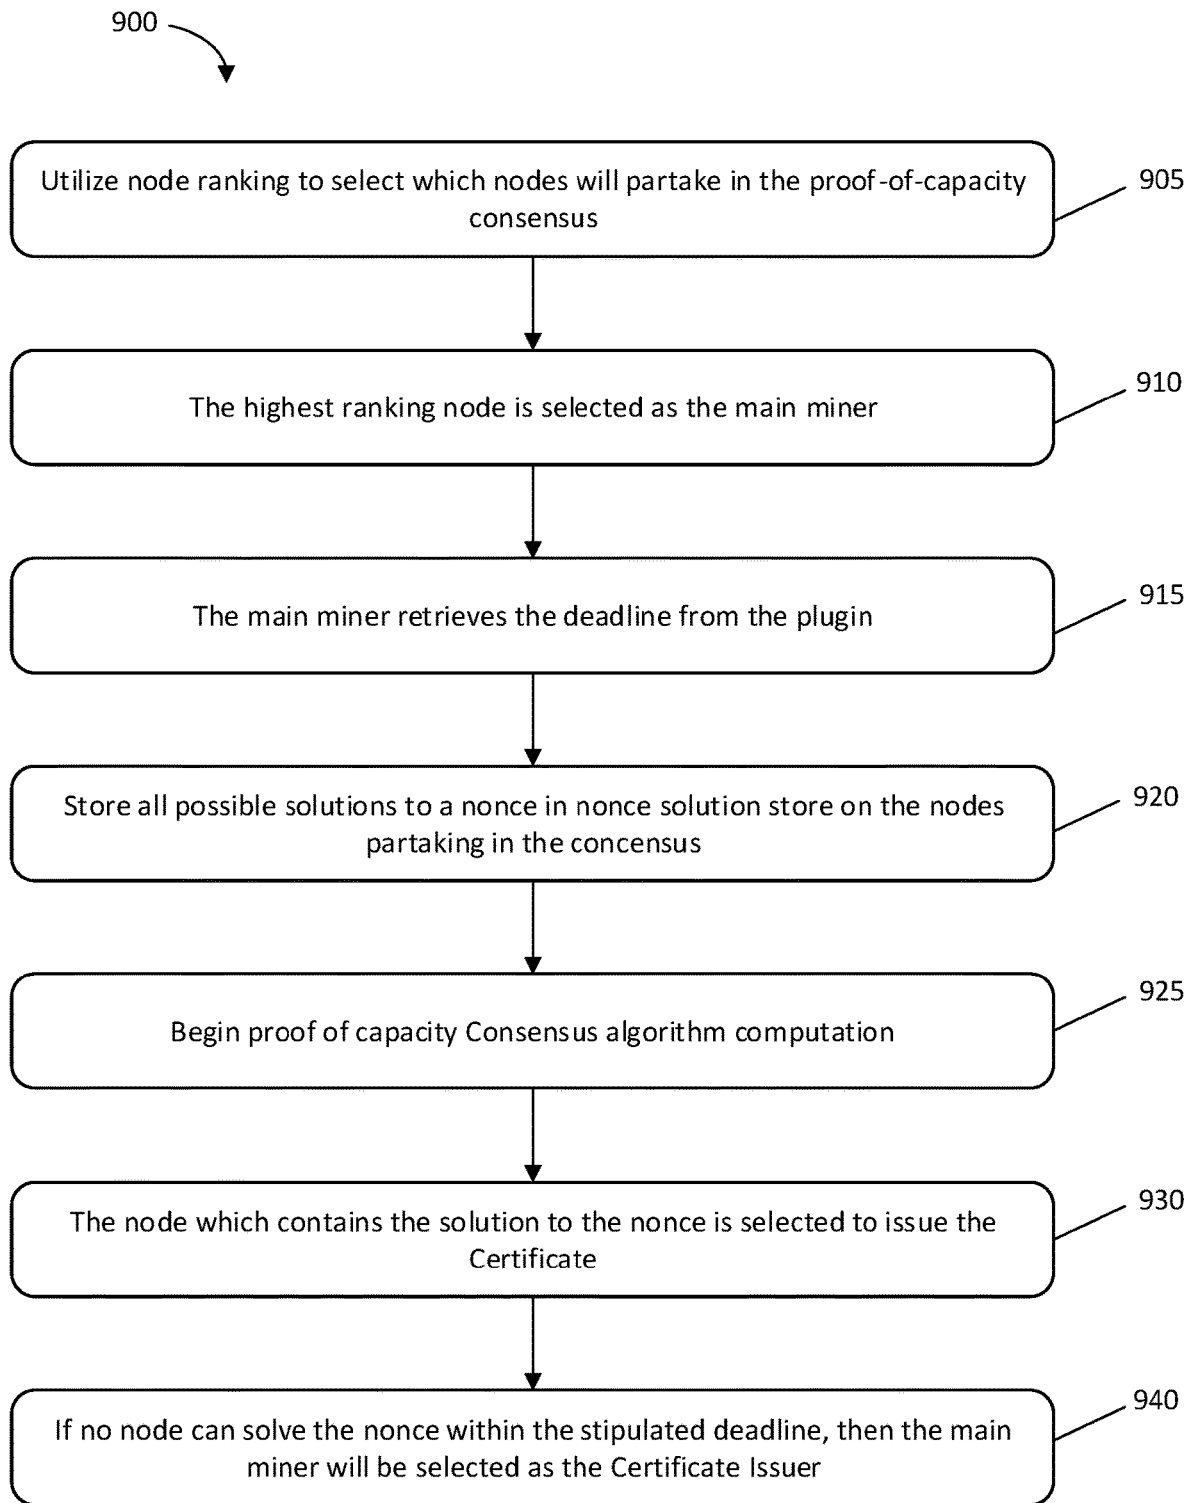 900
Utilize node ranking to select which nodes will partake in the proof-of-capacity
consensus
905
The highest ranking node is selected as the main miner
910
The main miner retrieves the deadline from the plugin
915
Store all possible solutions to a nonce in nonce solution store on the nodes
partaking in the concensus
920
Begin proof of capacity Consensus algorithm computation
925
The node which contains the solution to the nonce is selected to issue the
Certificate
930
If no node can solve the nonce within the stipulated deadline, then the main
miner will be selected as the Certificate Issuer
940